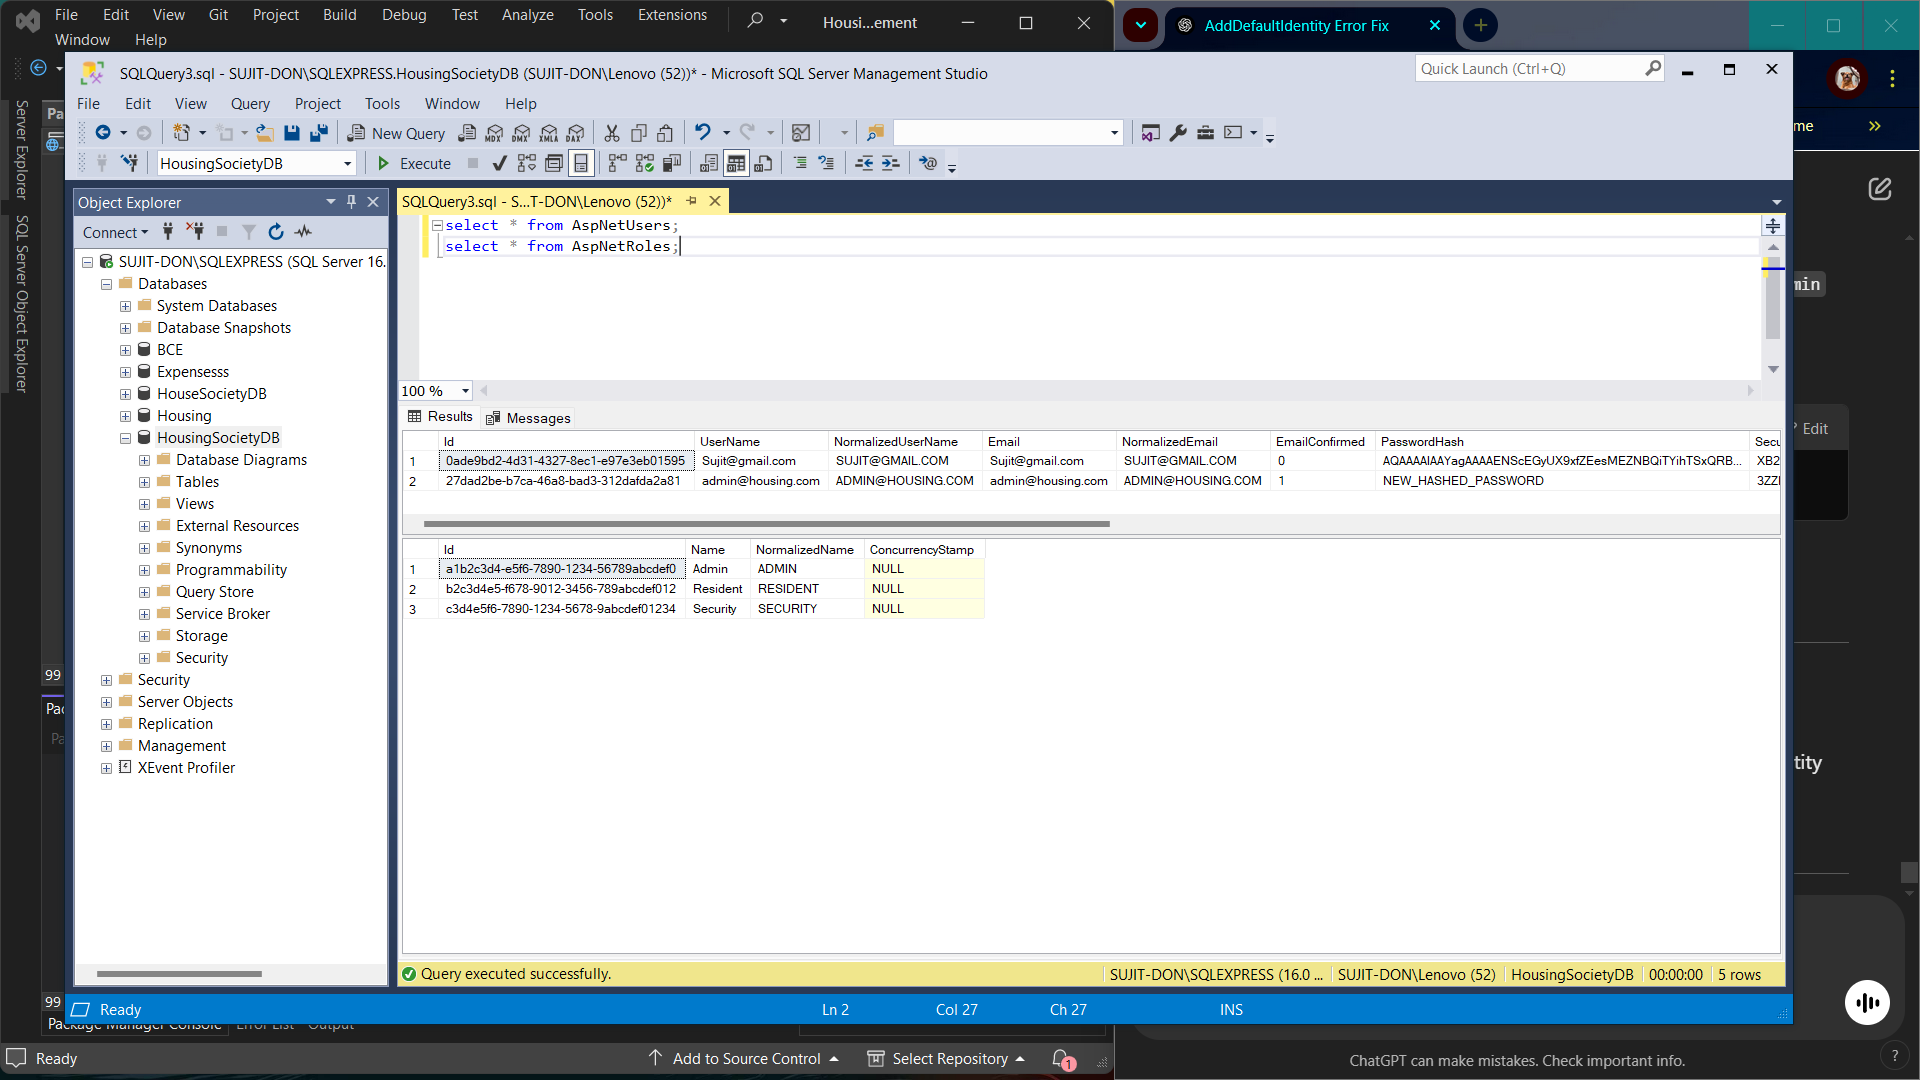 File Edit View Git Project Build Debug Test Analyze Tools Extensions
Window Help
Housi...ement
AddDefaultIdentity Error Fix
SQLQuery3.sql - SUJIT-DON\SQLEXPRESS.HousingSocietyDB (SUJIT-DON\Lenovo (52))* - Microsoft SQL Server Management Studio
Quick Launch (Ctrl+Q)
File Edit View Query Project Tools Window Help
New Query
MDX DMX XMLA DAX
HousingSocietyDB
Execute
Server Explorer
SQL Server Object Explorer
Object Explorer
Connect
SUJIT-DON\SQLEXPRESS (SQL Server 16.
Databases
System Databases
Database Snapshots
BCE
Expensesss
HouseSocietyDB
Housing
HousingSocietyDB
Database Diagrams
Tables
Views
External Resources
Synonyms
Programmability
Query Store
Service Broker
Storage
Security
Security
Server Objects
Replication
Management
XEvent Profiler
SQLQuery3.sql - S...T-DON\Lenovo (52))*
select * from AspNetUsers;
select * from AspNetRoles;
100 %
Results Messages
Id UserName NormalizedUserName Email NormalizedEmail EmailConfirmed PasswordHash Secu
1 0ade9bd2-4d31-4327-8ec1-e97e3eb01595 Sujit@gmail.com SUJIT@GMAIL.COM Sujit@gmail.com SUJIT@GMAIL.COM 0 AQAAAAIAAYagAAAAENScEGyUX9xfZEesMEZNBQiTYihTSxQRB... XB2
2 27dad2be-b7ca-46a8-bad3-312dafda2a81 admin@housing.com ADMIN@HOUSING.COM admin@housing.com ADMIN@HOUSING.COM 1 NEW_HASHED_PASSWORD 3ZZI
Id Name NormalizedName ConcurrencyStamp
1 a1b2c3d4-e5f6-7890-1234-56789abcdef0 Admin ADMIN NULL
2 b2c3d4e5-f678-9012-3456-789abcdef012 Resident RESIDENT NULL
3 c3d4e5f6-7890-1234-5678-9abcdef01234 Security SECURITY NULL
Query executed successfully.
SUJIT-DON\SQLEXPRESS (16.0 ... SUJIT-DON\Lenovo (52) HousingSocietyDB 00:00:00 5 rows
Ready Ln 2 Col 27 Ch 27 INS
Pa
99
Pac
Pa
99
Package Manager Console Error List Output
Ready Add to Source Control Select Repository 1
me
min
Edit
tity
ChatGPT can make mistakes. Check important info.
?